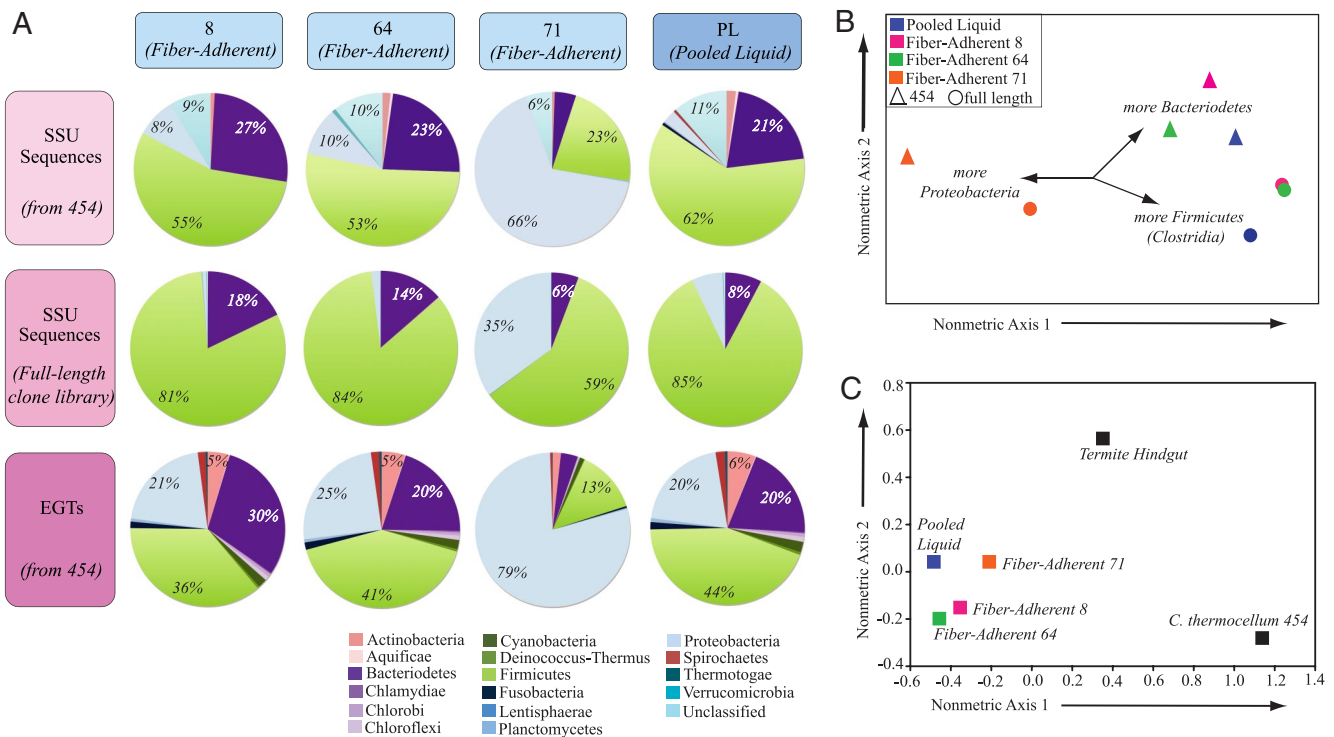 A
8
(Fiber-Adherent)
64
(Fiber-Adherent)
71
(Fiber-Adherent)
PL
(Pooled Liquid)
SSU
Sequences
(from 454)
9%
27%
8%
55%
10%
23%
10%
53%
6%
23%
66%
11%
21%
62%
SSU
Sequences
(Full-length
clone library)
18%
81%
14%
84%
6%
35%
59%
8%
85%
EGTs
(from 454)
5%
21%
30%
36%
5%
25%
20%
41%
13%
79%
6%
20%
20%
44%
Actinobacteria
Aquificae
Bacteriodetes
Chlamydiae
Chlorobi
Chloroflexi
Cyanobacteria
Deinococcus-Thermus
Firmicutes
Fusobacteria
Lentisphaerae
Planctomycetes
Proteobacteria
Spirochaetes
Thermotogae
Verrucomicrobia
Unclassified
B
Pooled Liquid
Fiber-Adherent 8
Fiber-Adherent 64
Fiber-Adherent 71
454 full length
more Bacteriodetes
more
Proteobacteria
more Firmicutes
(Clostridia)
Nonmetric Axis 2
Nonmetric Axis 1
C
0.8
0.6
0.4
0.2
0.0
-0.2
-0.4
Termite Hindgut
Pooled
Liquid
Fiber-Adherent 71
Fiber-Adherent 8
Fiber-Adherent 64
C. thermocellum 454
-0.6 -0.4 -0.2 0.0 0.2 0.4 0.6 0.8 1.0 1.2 1.4
Nonmetric Axis 2
Nonmetric Axis 1